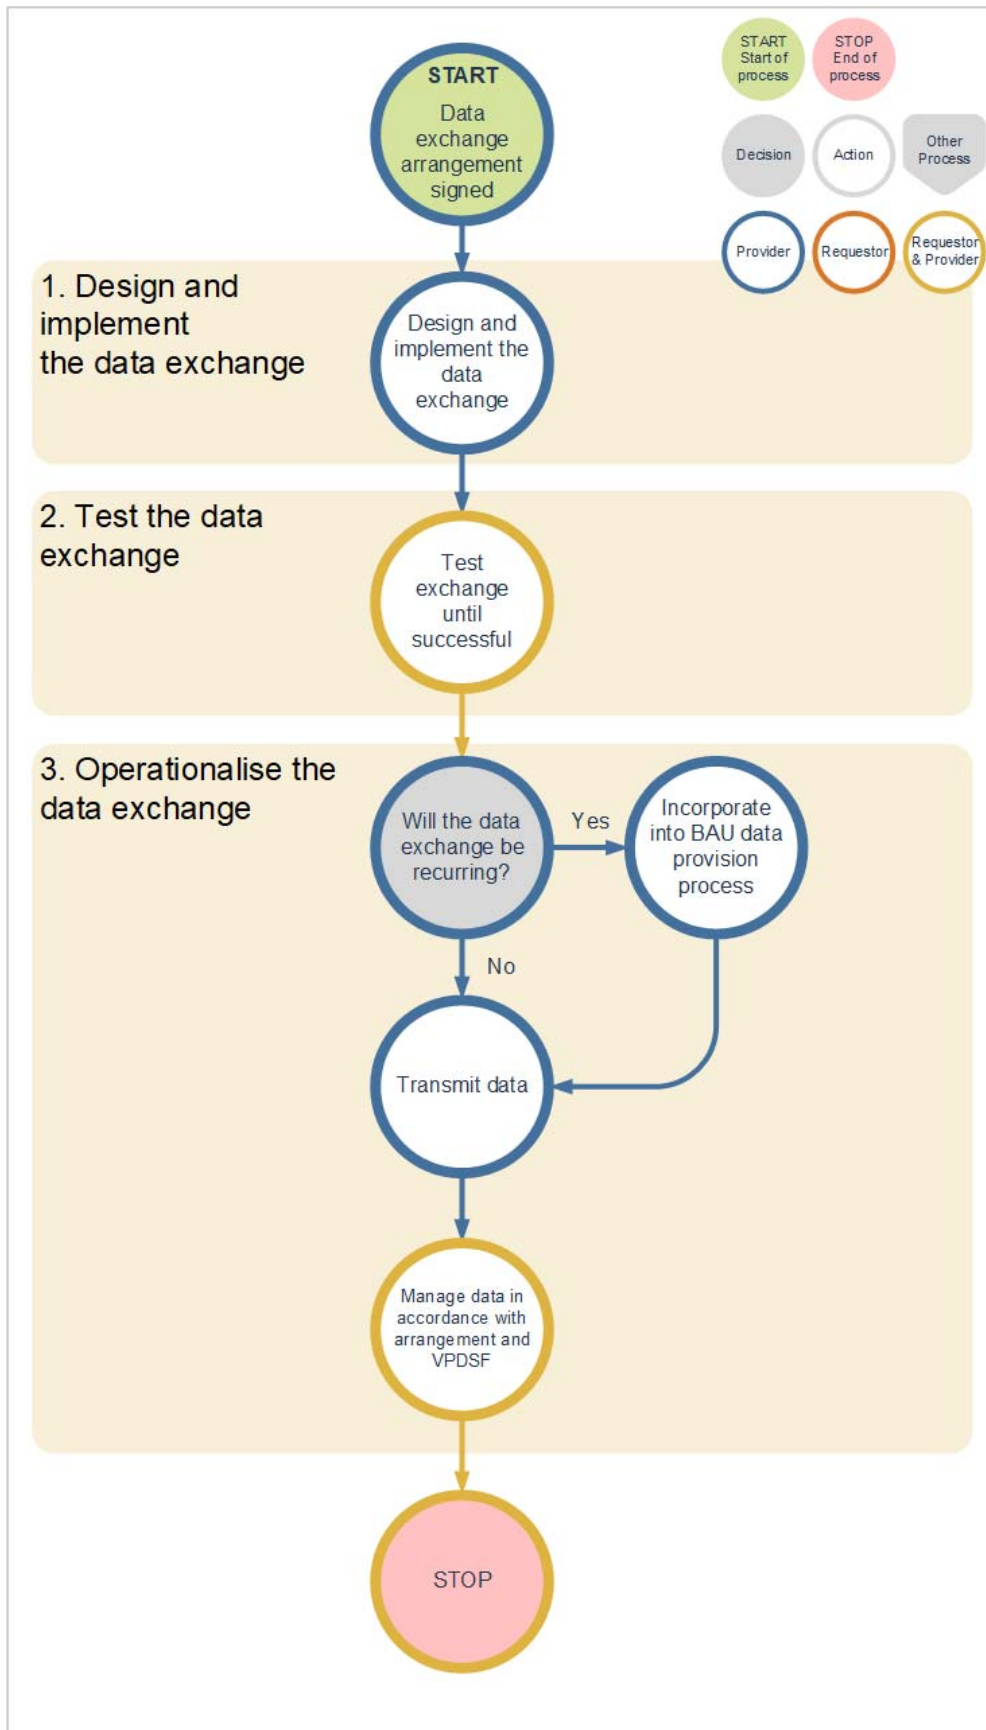 START
Data
exchange
arrangement
signed
START
Start of
process
STOP
End of
process
Decision
Action
Other
Process
Provider
Requestor
Requestor
& Provider
1. Design and
implement
the data exchange
Design and
implement the
data
exchange
2. Test the data
exchange
Test
exchange
until
successful
3. Operationalise the
data exchange
Will the data
exchange be
recurring?
Yes
Incorporate
into BAU data
provision
process
No
Transmit data
Manage data in
accordance with
arrangement and
VPDSF
STOP